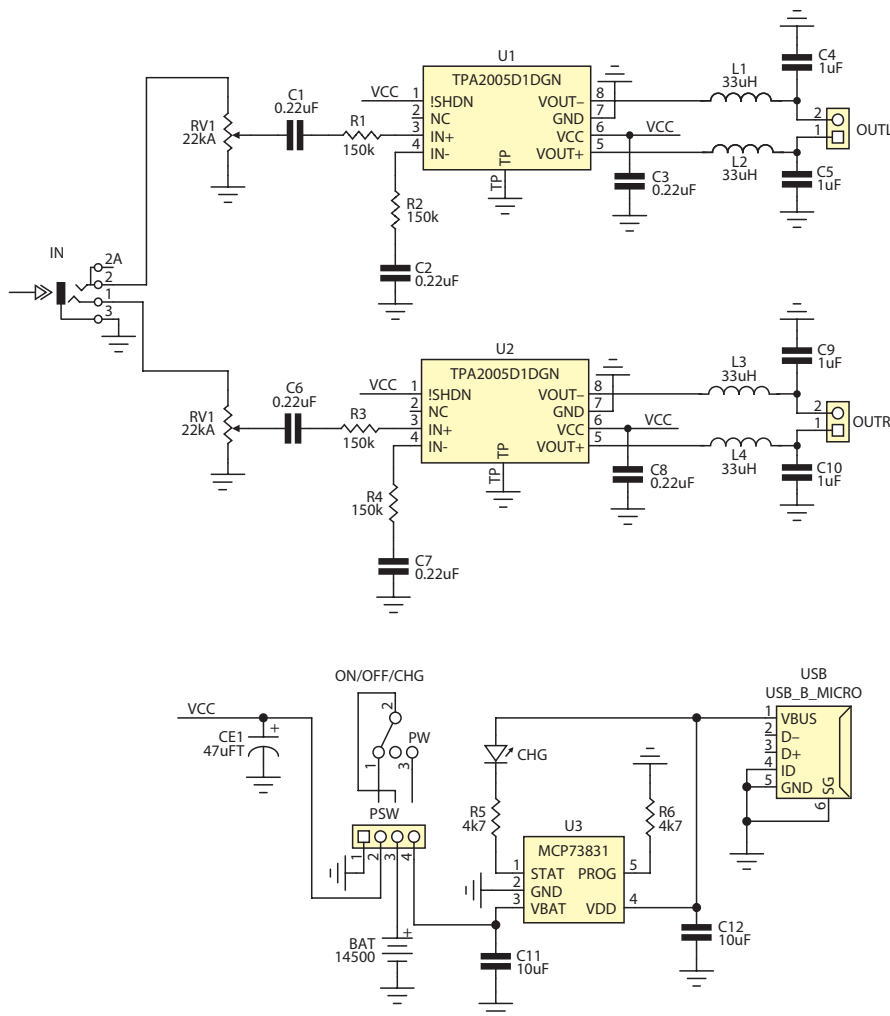 U1
TPA2005D1DGN
VCC
1 !SHDN
2 NC
3 IN+
4 IN-
VOUT– 8
GND 7
VCC 6
VOUT+ 5
TP
TP
VCC
C1
0.22uF
R1
150k
RV1
22kA
R2
150k
C2
0.22uF
C3
0.22uF
L1
33uH
L2
33uH
C4
1uF
C5
1uF
2
1
OUTL
IN
2A
2
1
3
U2
TPA2005D1DGN
VCC
1 !SHDN
2 NC
3 IN+
4 IN-
VOUT– 8
GND 7
VCC 6
VOUT+ 5
TP
TP
VCC
C6
0.22uF
R3
150k
RV1
22kA
R4
150k
C7
0.22uF
C8
0.22uF
L3
33uH
L4
33uH
C9
1uF
C10
1uF
2
1
OUTR
ON/OFF/CHG
VCC
CE1
47uFT
+
2
PW
1
3
PSW
1
2
3
4
BAT
14500
+
C11
10uF
CHG
R5
4k7
R6
4k7
U3
MCP73831
1 STAT
2 GND
3 VBAT
PROG 5
VDD 4
C12
10uF
USB
USB_B_MICRO
1 VBUS
2 D–
3 D+
4 ID
5 GND
6 SG